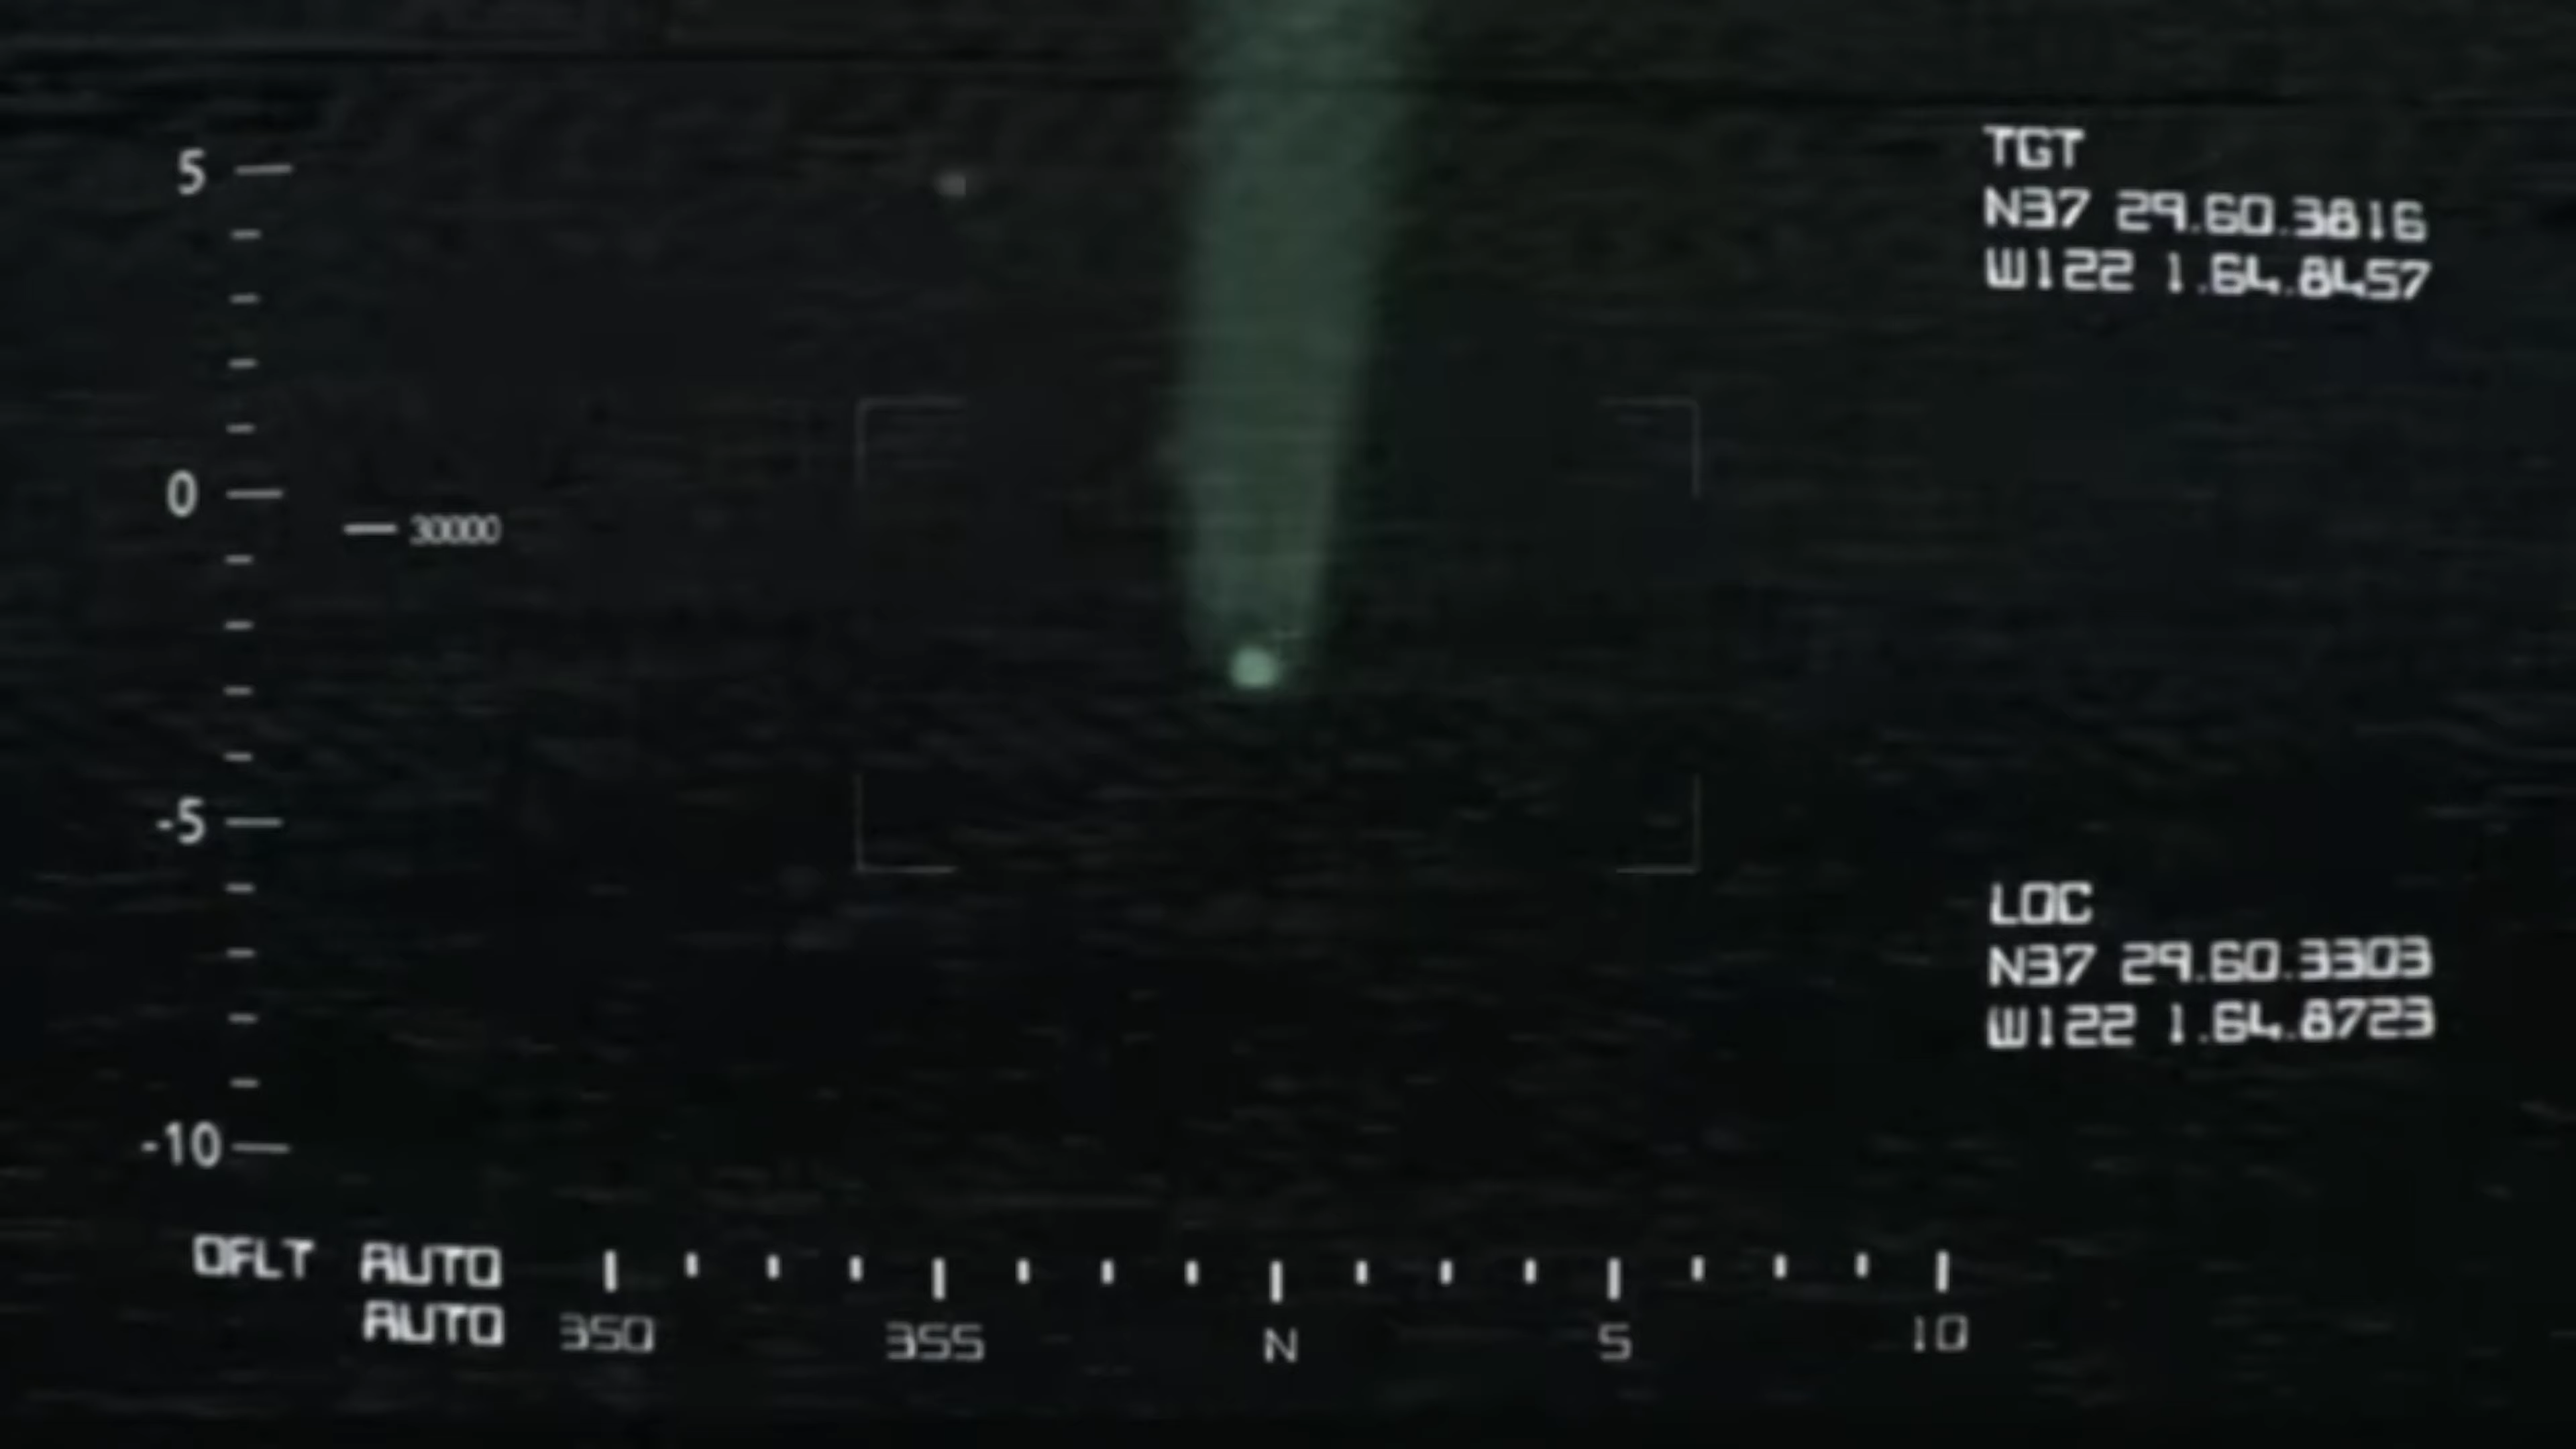 TGT
N37 29.60.3816
W122 1.64.8457
5
0
30000
-5
-10
LOC
N37 29.60.3303
W122 1.64.8723
DFLT AUTO
AUTO
350 355 N 5 10